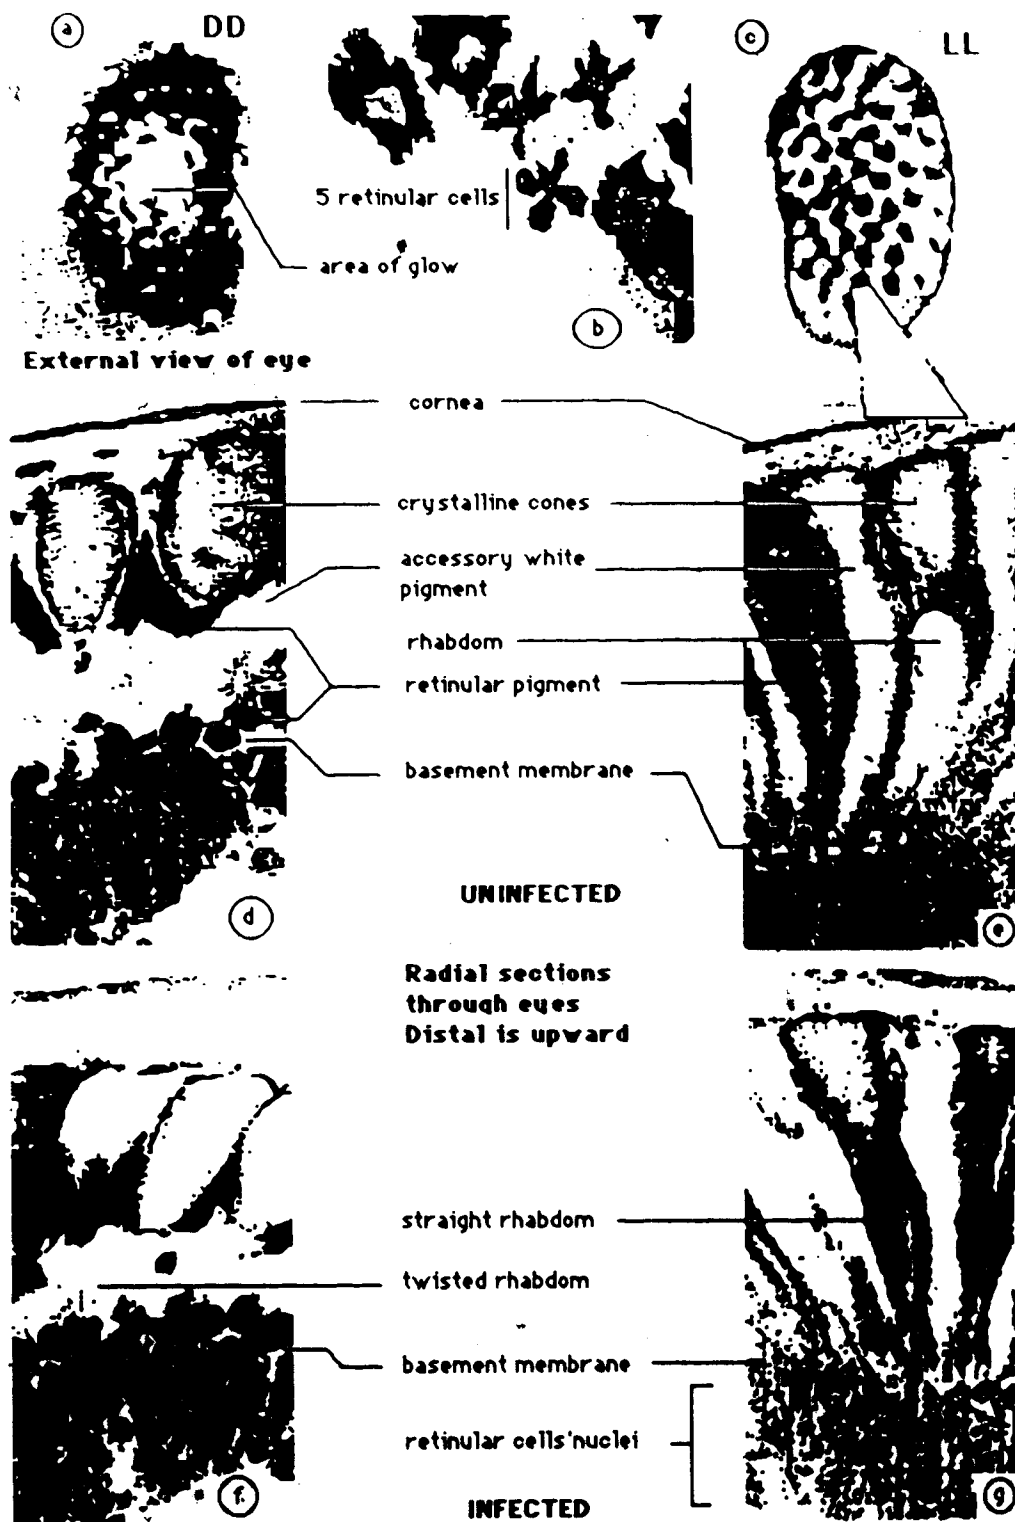 a
DD
c
LL
5 retinular cells
area of glow
b
External view of eye
cornea
crystalline cones
accessory white
pigment
rhabdom
retinular pigment
basement membrane
UNINFECTED
d
e
Radial sections
through eyes
Distal is upward
straight rhabdom
twisted rhabdom
basement membrane
retinular cells'nuclei
f
g
INFECTED